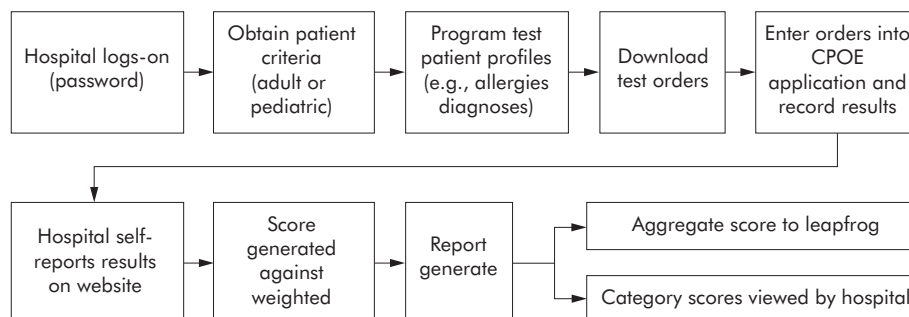 Hospital logs-on
(password)
Obtain patient
criteria
(adult or
pediatric)
Program test
patient profiles
(e.g., allergies
diagnoses)
Download
test orders
Enter orders into
CPOE
application and
record results
Hospital self-
reports results
on website
Score
generated
against
weighted
Report
generate
Aggregate score to leapfrog
Category scores viewed by hospital